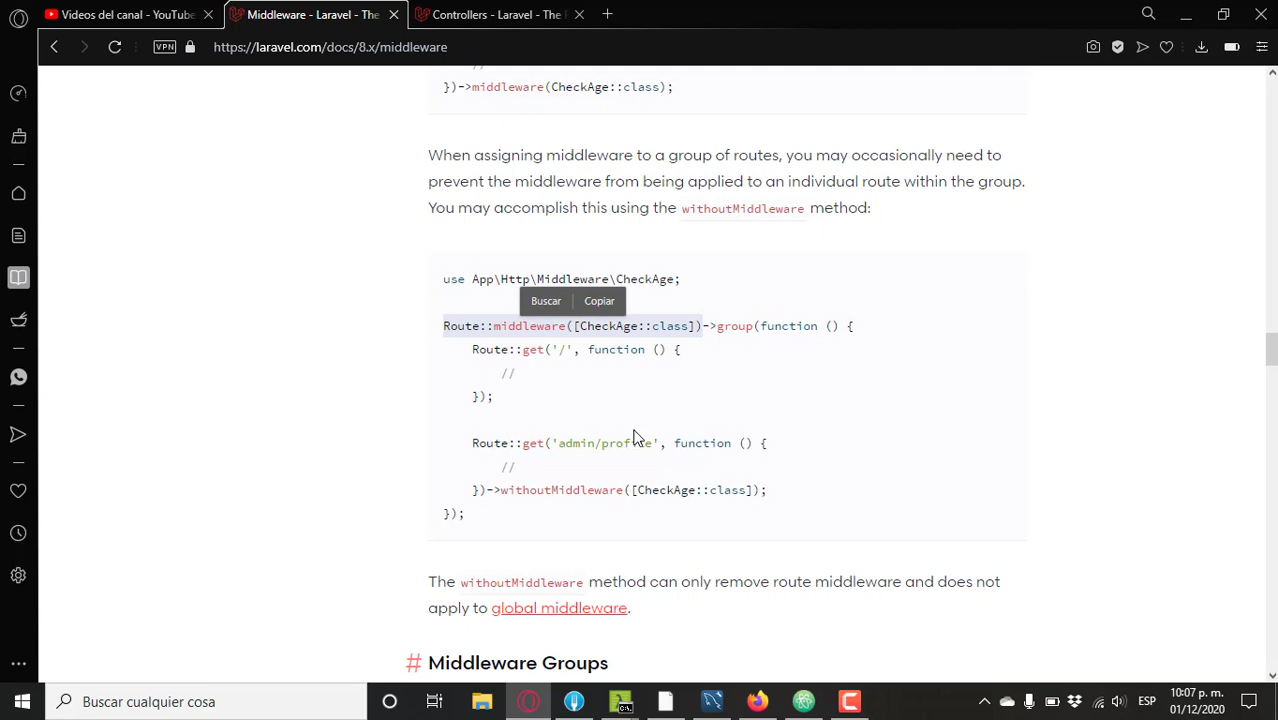 Videos del canal - YouTube
Middleware - Laravel - The
Controllers - Laravel - The
VPN
https://laravel.com/docs/8.x/middleware
//
})->middleware(CheckAge::class);
When assigning middleware to a group of routes, you may occasionally need to
prevent the middleware from being applied to an individual route within the group.
You may accomplish this using the withoutMiddleware method:
use App\Http\Middleware\CheckAge;
Buscar Copiar
Route::middleware([CheckAge::class])->group(function () {
Route::get('/', function () {
//
});
Route::get('admin/profile', function () {
//
})->withoutMiddleware([CheckAge::class]);
});
The withoutMiddleware method can only remove route middleware and does not
apply to global middleware.
# Middleware Groups
Buscar cualquier cosa
ESP
10:07 p. m.
01/12/2020